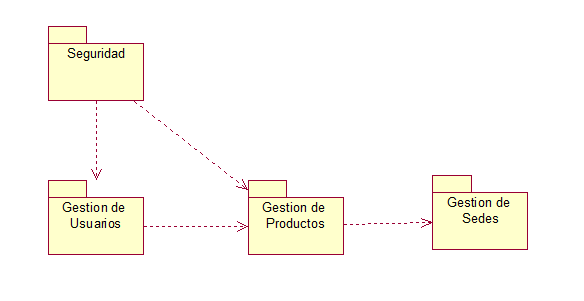 Seguridad
Gestion de
Usuarios
Gestion de
Productos
Gestion de
Sedes